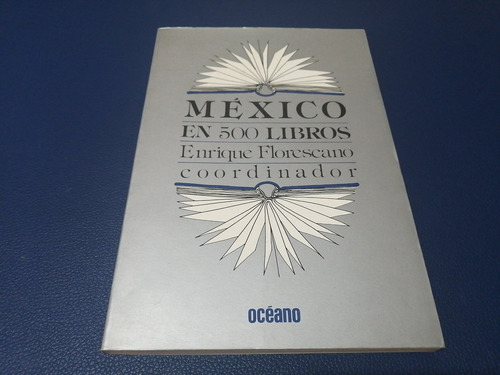 MÉXICO
EN 500 LIBROS
Enrique Florescano
coordinador
océano